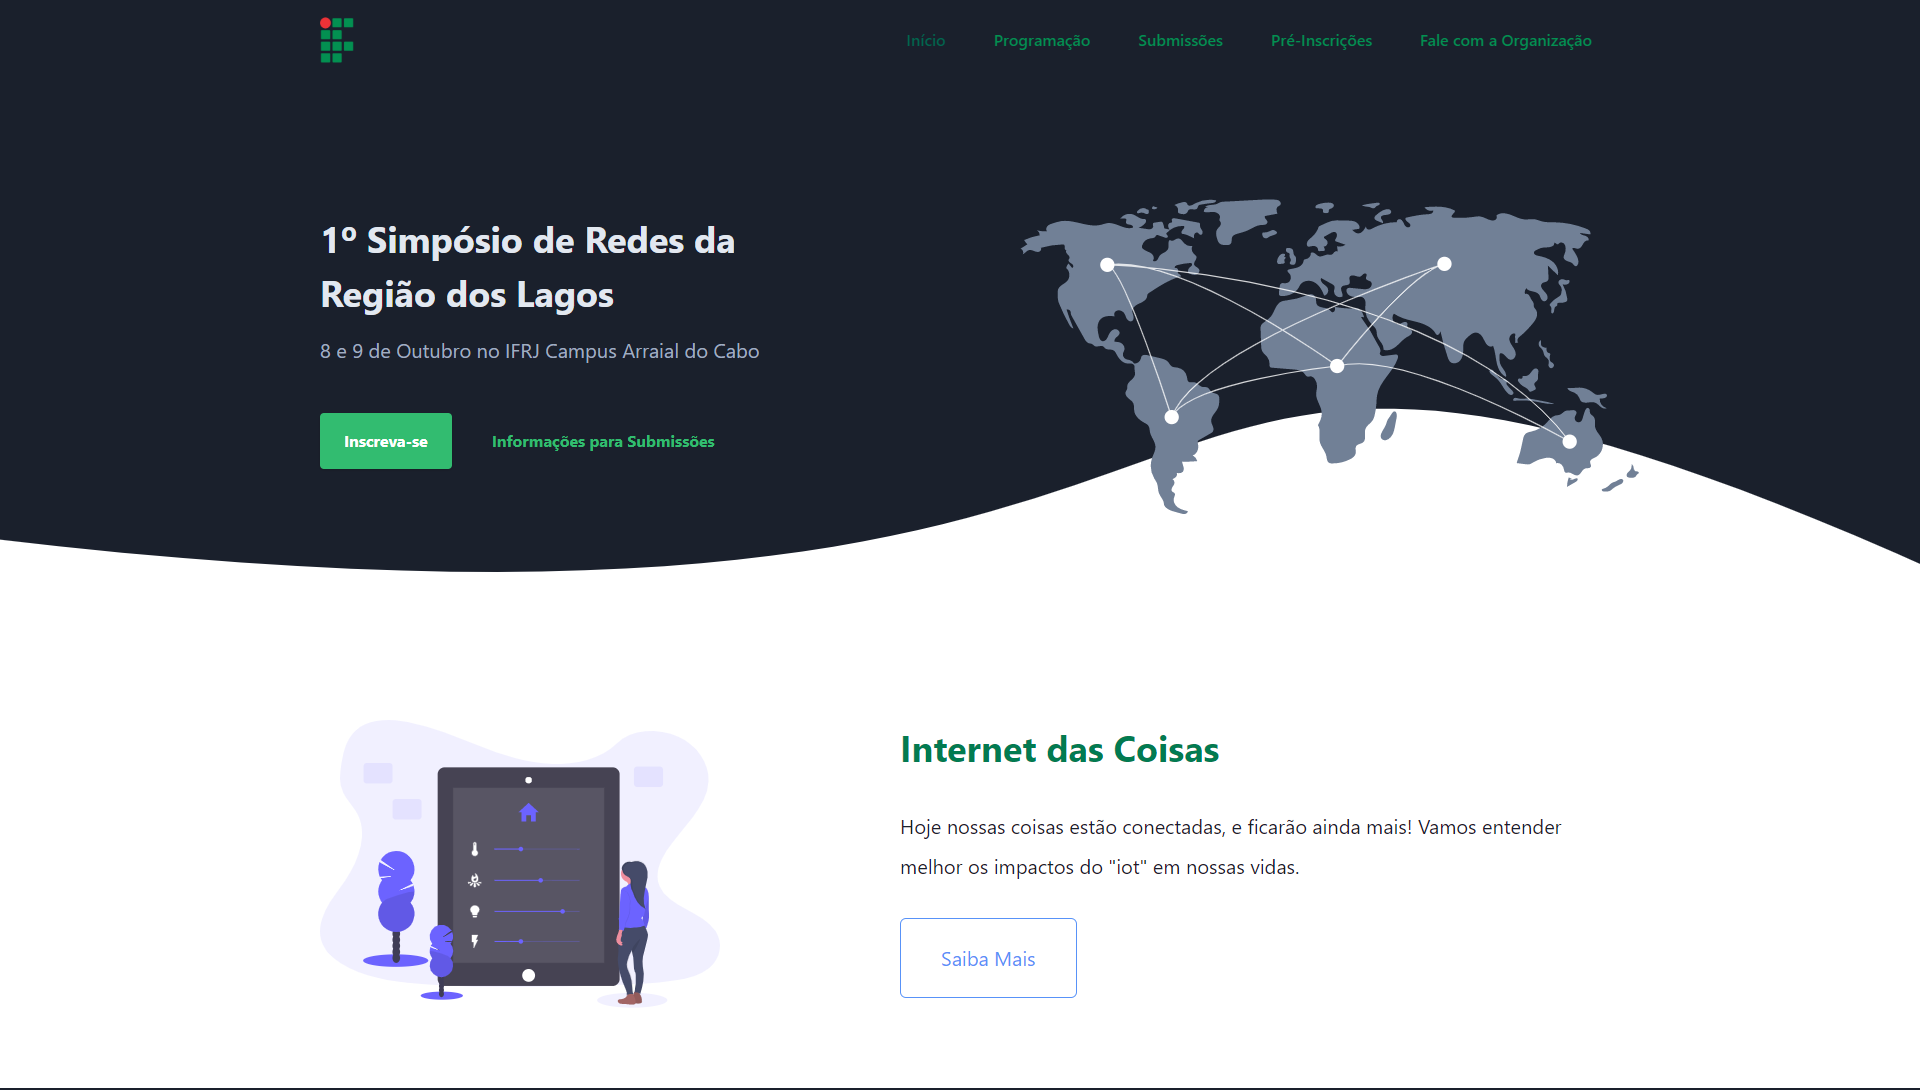 Início Programação Submissões Pré-Inscrições Fale com a Organização
1º Simpósio de Redes da
Região dos Lagos
8 e 9 de Outubro no IFRJ Campus Arraial do Cabo
Inscreva-se Informações para Submissões
Internet das Coisas
Hoje nossas coisas estão conectadas, e ficarão ainda mais! Vamos entender
melhor os impactos do "iot" em nossas vidas.
Saiba Mais